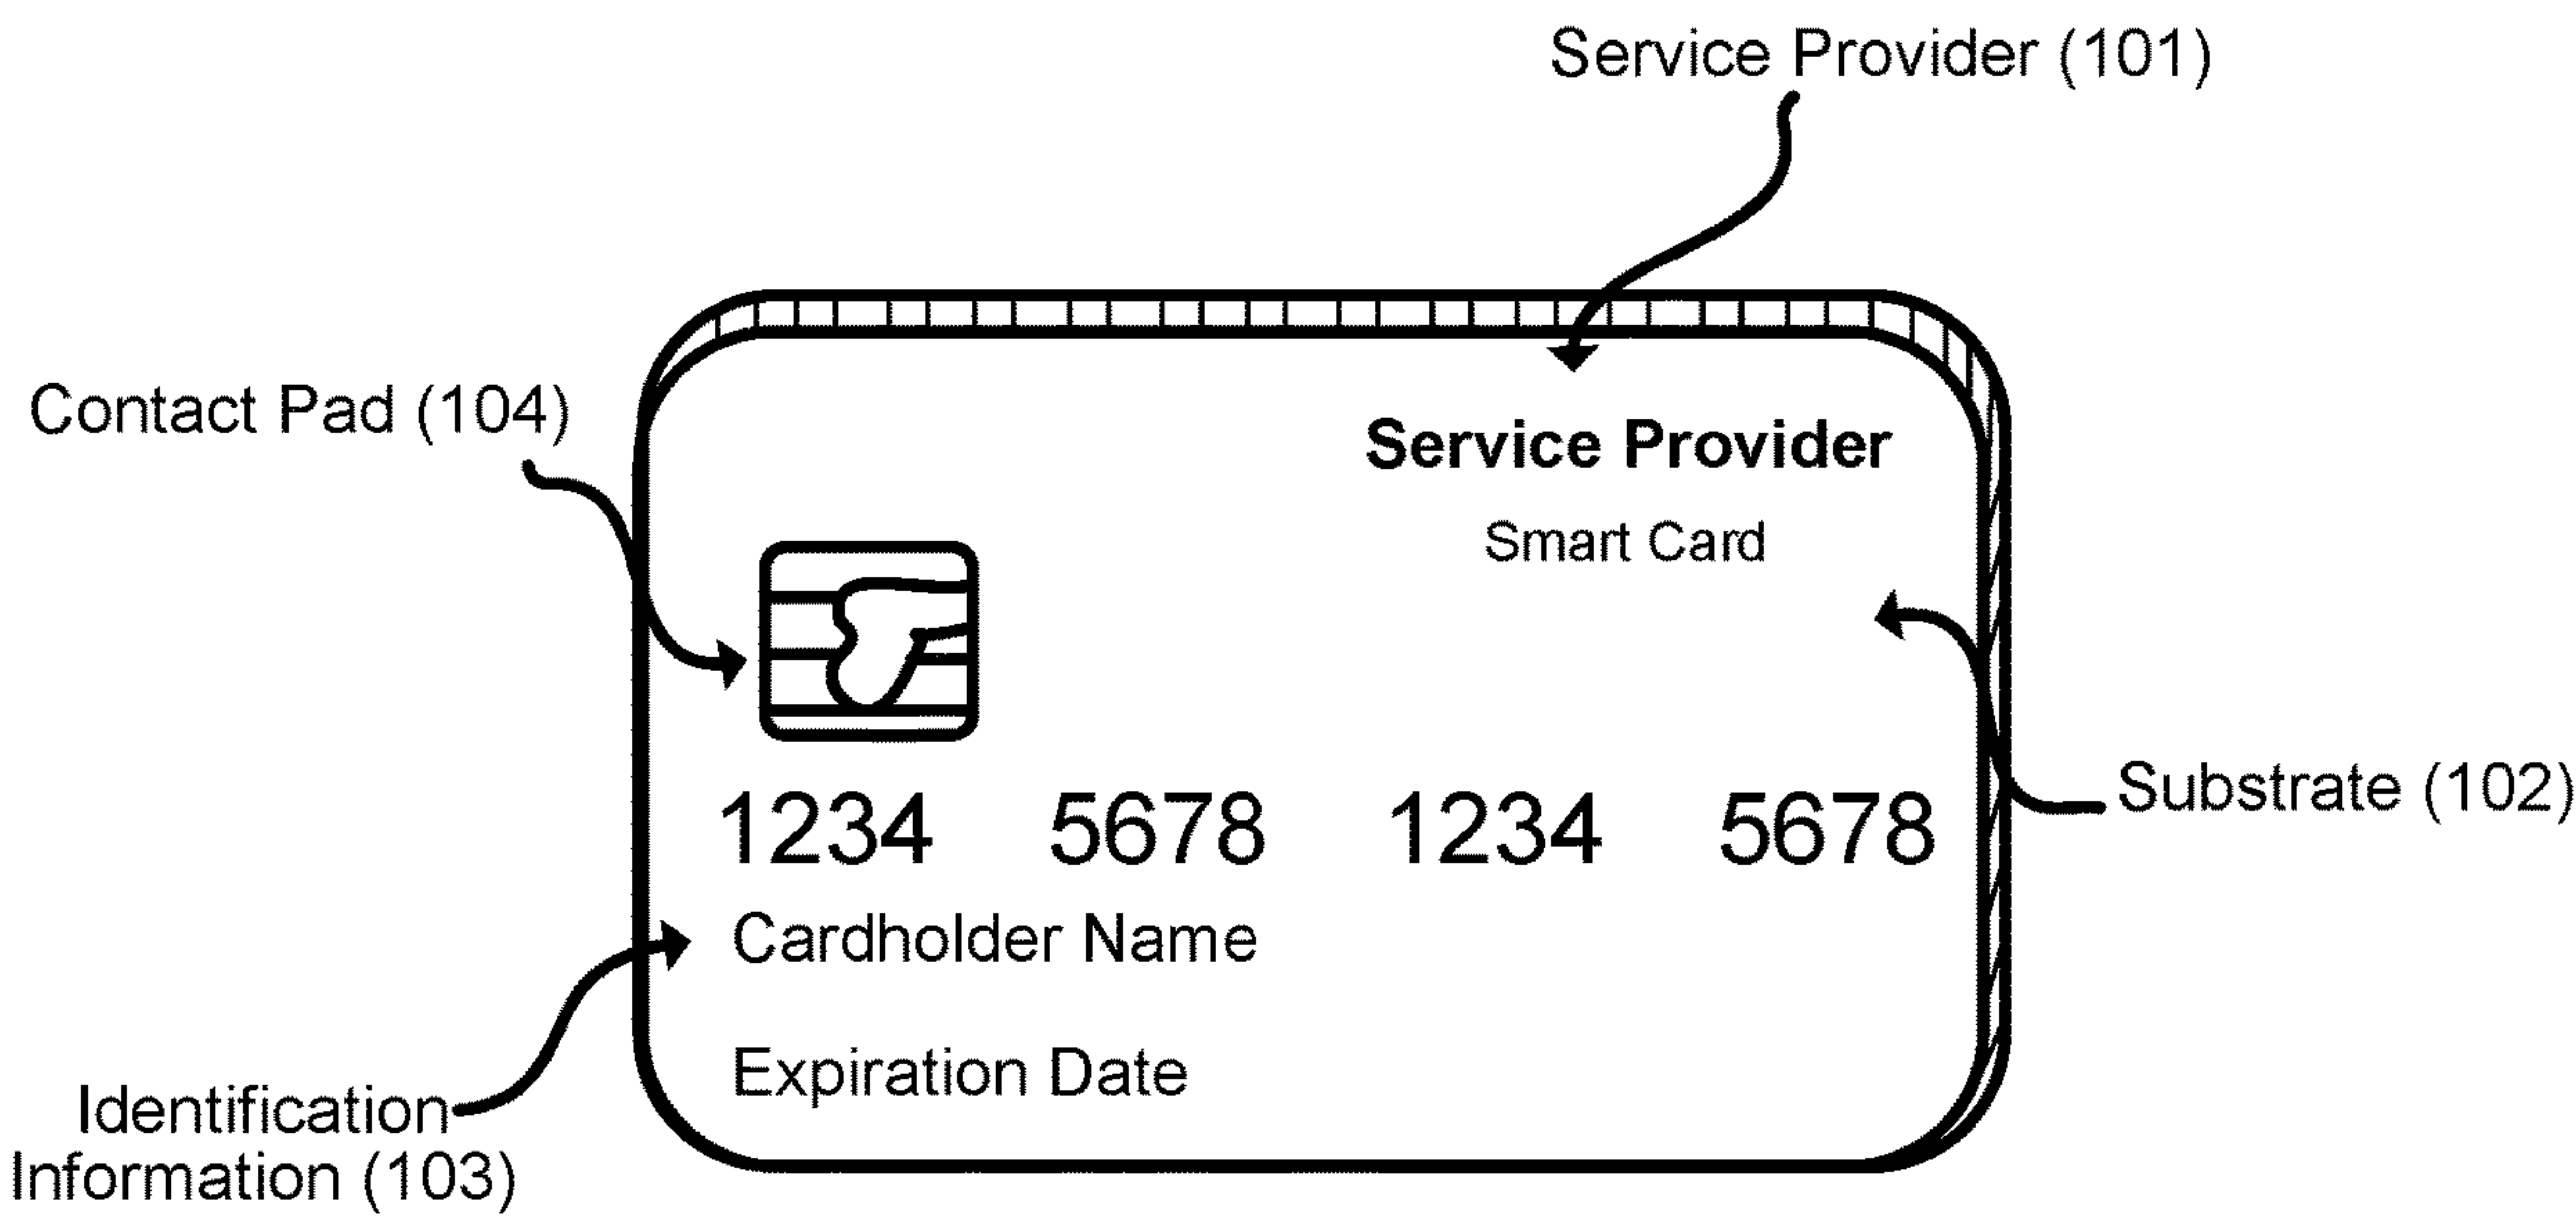 Service Provider (101)
Contact Pad (104)
Service Provider
Smart Card
Substrate (102)
1234 5678 1234 5678
Cardholder Name
Expiration Date
Identification
Information (103)